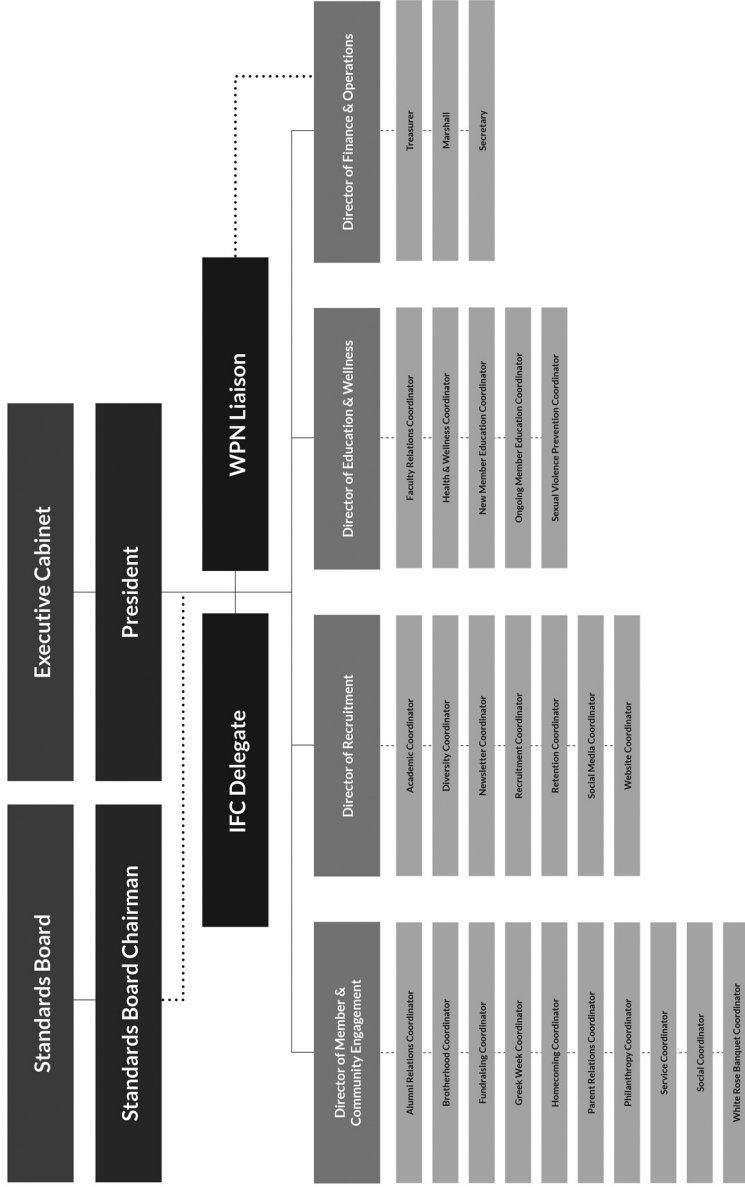 Standards Board
Executive Cabinet
Standards Board Chairman
President
IFC Delegate
WPN Liaison
Director of Member &
Community Engagement
Alumni Relations Coordinator
Brotherhood Coordinator
Fundraising Coordinator
Greek Week Coordinator
Homecoming Coordinator
Parent Relations Coordinator
Philanthropy Coordinator
Service Coordinator
Social Coordinator
White Rose Banquet Coordinator
Director of Recruitment
Academic Coordinator
Diversity Coordinator
Newsletter Coordinator
Recruitment Coordinator
Retention Coordinator
Social Media Coordinator
Website Coordinator
Director of Education & Wellness
Faculty Relations Coordinator
Health & Wellness Coordinator
New Member Education Coordinator
Ongoing Member Education Coordinator
Sexual Violence Prevention Coordinator
Director of Finance & Operations
Treasurer
Marshall
Secretary